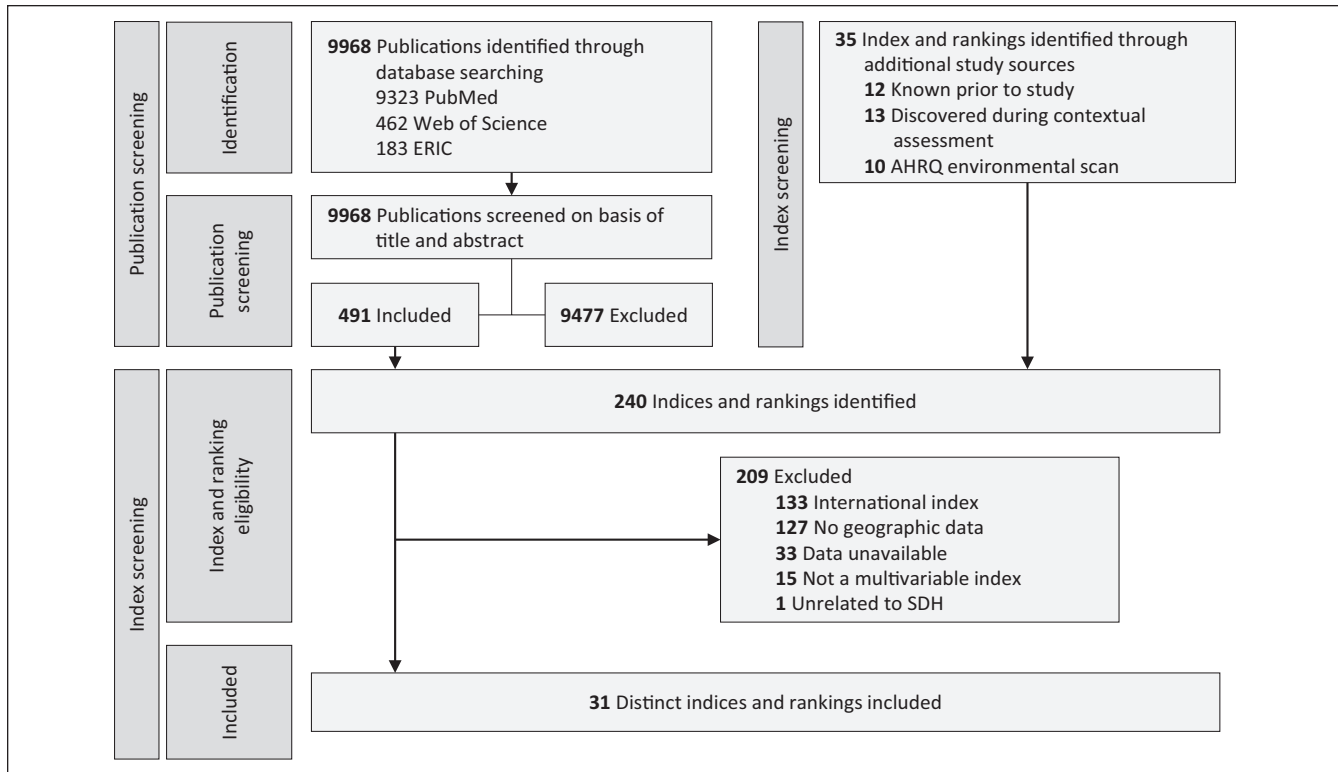 Publication screening
Identification
9968 Publications identified through
database searching
9323 PubMed
462 Web of Science
183 ERIC
Index screening
35 Index and rankings identified through
additional study sources
12 Known prior to study
13 Discovered during contextual
assessment
10 AHRQ environmental scan
Publication
screening
9968 Publications screened on basis of
title and abstract
491 Included
9477 Excluded
Index screening
Index and ranking
eligibility
240 Indices and rankings identified
209 Excluded
133 International index
127 No geographic data
33 Data unavailable
15 Not a multivariable index
1 Unrelated to SDH
Included
31 Distinct indices and rankings included